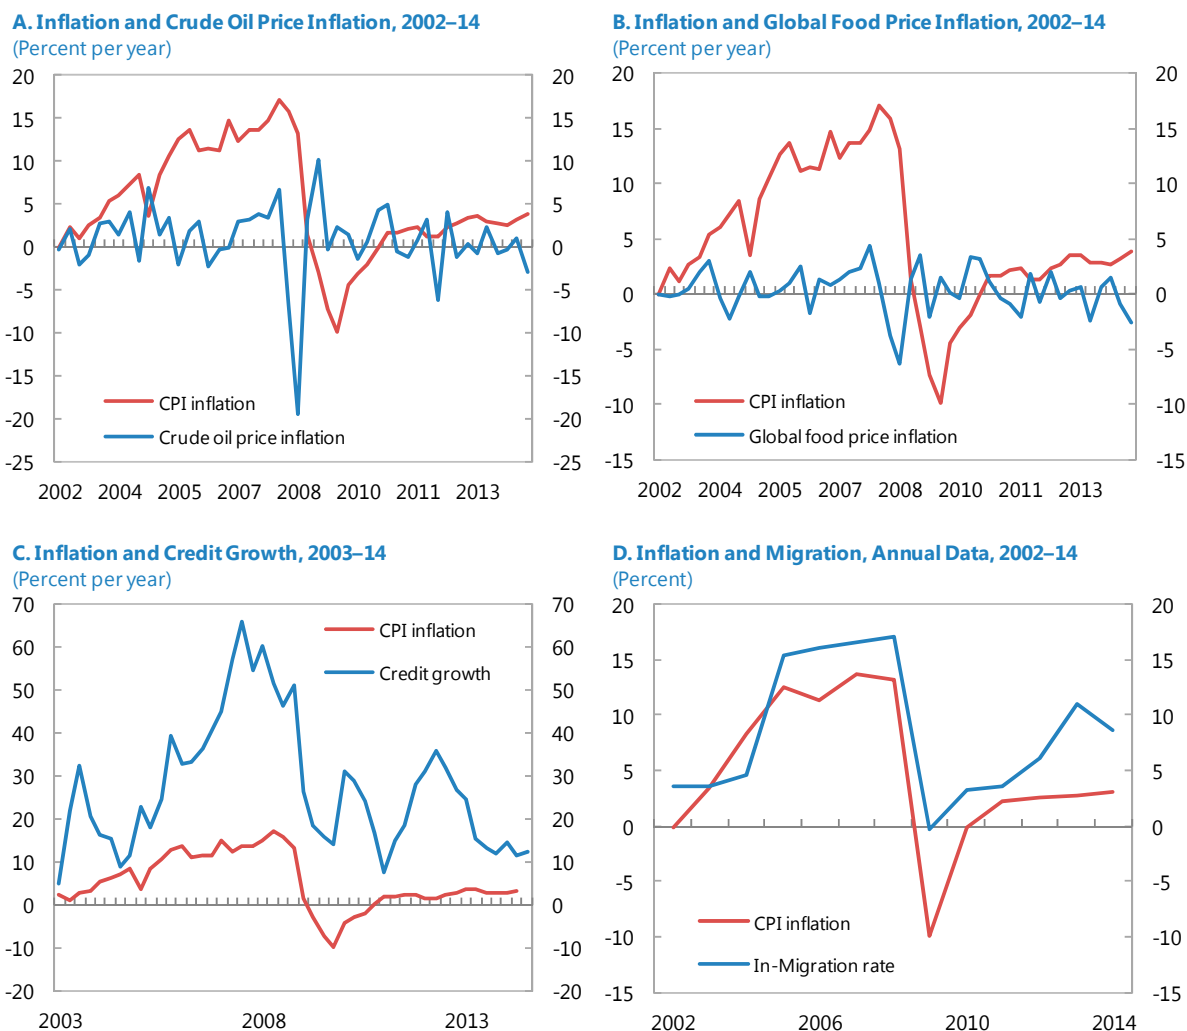 A. Inflation and Crude Oil Price Inflation, 2002–14
(Percent per year)
20 20
15 15
10 10
5 5
0 0
-5 -5
-10 -10
-15 -15
-20 -20
-25 -25
CPI inflation
Crude oil price inflation
2002 2004 2005 2007 2008 2010 2011 2013
B. Inflation and Global Food Price Inflation, 2002–14
(Percent per year)
20 20
15 15
10 10
5 5
0 0
-5 -5
-10 -10
-15 -15
CPI inflation
Global food price inflation
2002 2004 2005 2007 2008 2010 2011 2013
C. Inflation and Credit Growth, 2003–14
(Percent per year)
70 70
60 60
50 50
40 40
30 30
20 20
10 10
0 0
-10 -10
-20 -20
CPI inflation
Credit growth
2003 2008 2013
D. Inflation and Migration, Annual Data, 2002–14
(Percent)
20 20
15 15
10 10
5 5
0 0
-5 -5
-10 -10
-15 -15
CPI inflation
In-Migration rate
2002 2006 2010 2014